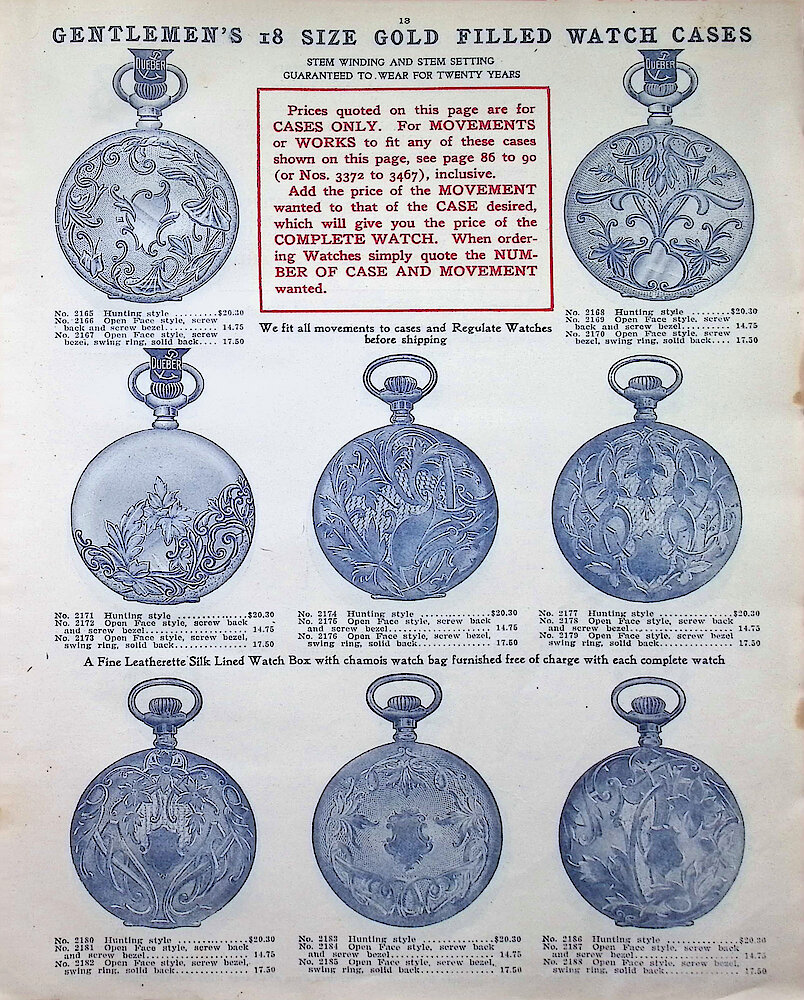 13
GENTLEMEN'S 18 SIZE GOLD FILLED WATCH CASES
STEM WINDING AND STEM SETTING
GUARANTEED TO WEAR FOR TWENTY YEARS
DUEBER
DUEBER
Prices quoted on this page are for
CASES ONLY. For MOVEMENTS
or WORKS to fit any of these cases
shown on this page, see page 86 to 90
(or Nos. 3372 to 3467), inclusive.
Add the price of the MOVEMENT
wanted to that of the CASE desired,
which will give you the price of the
COMPLETE WATCH. When order-
ing Watches simply quote the NUM-
BER OF CASE AND MOVEMENT
wanted.
No. 2165 Hunting style .........$20.30
No. 2166 Open Face style, screw
back and screw bezel........... 14.75
No. 2167 Open Face style, screw
bezel, swing ring, solid back.... 17.50
We fit all movements to cases and Regulate Watches
before shipping
No. 2168 Hunting style ........$20.30
No. 2169 Open Face style, screw
back and screw bezel........... 14.75
No. 2170 Open Face style, screw
bezel, swing ring, solid back.... 17.50
DUEBER
No. 2171 Hunting style ..............$20.30
No. 2172 Open Face style, screw back
and screw bezel.................... 14.75
No. 2173 Open Face style, screw bezel,
swing ring, solid back.............. 17.50
No. 2174 Hunting style ..............$20.30
No. 2175 Open Face style, screw back
and screw bezel.................... 14.75
No. 2176 Open Face style, screw bezel,
swing ring, solid back.............. 17.50
No. 2177 Hunting style ..............$20.30
No. 2178 Open Face style, screw back
and screw bezel.................... 14.75
No. 2179 Open Face style, screw bezel
swing ring, solid back.............. 17.50
A Fine Leatherette Silk Lined Watch Box with chamois watch bag furnished free of charge with each complete watch
No. 2180 Hunting style ..............$20.30
No. 2181 Open Face style, screw back
and screw bezel.................... 14.75
No. 2182 Open Face style, screw bezel,
swing ring, solid back.............. 17.50
No. 2183 Hunting style ..............$20.30
No. 2184 Open Face style, screw back
and screw bezel.................... 14.75
No. 2185 Open Face style, screw bezel,
swing ring, solid back.............. 17.50
No. 2186 Hunting style ..............$20.30
No. 2187 Open Face style, screw back
and screw bezel.................... 14.75
No. 2188 Open Face style, screw bezel,
swing ring, solid back.............. 17.50